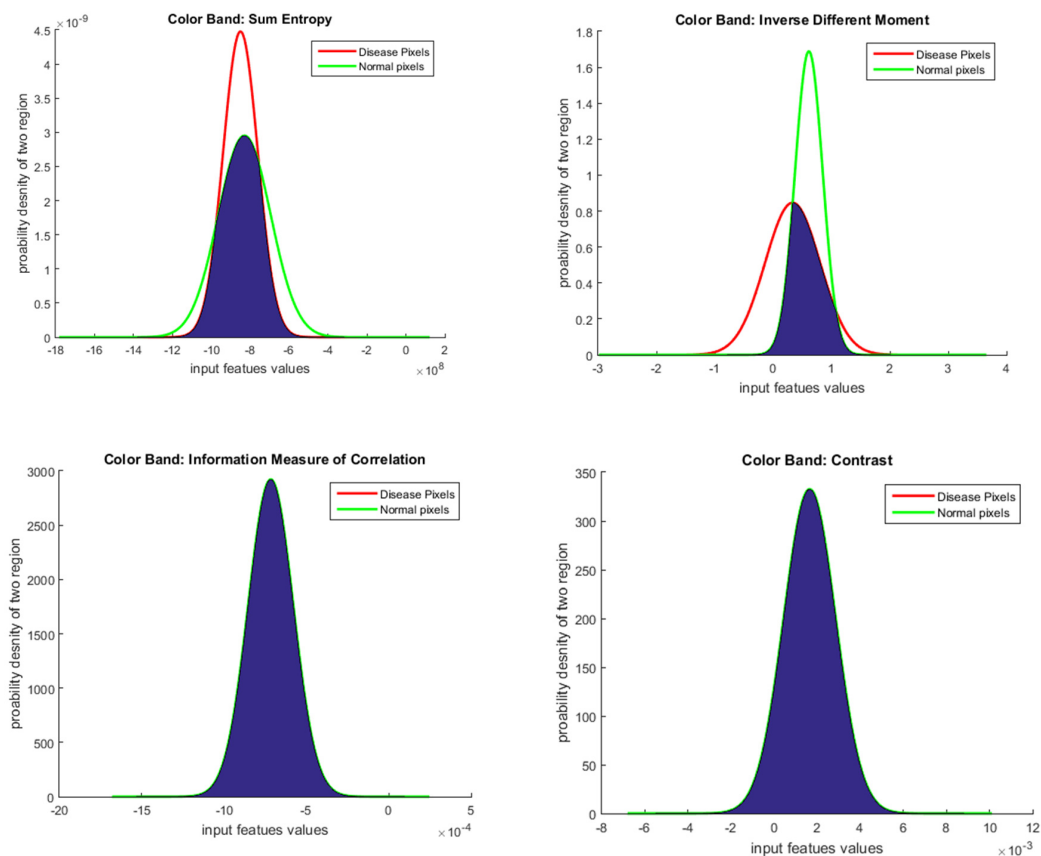 Color Band: Sum Entropy
×10⁻⁹
4.5
4
3.5
3
2.5
2
1.5
1
0.5
0
proability desnity of two region
Disease Pixels
Normal pixels
-18 -16 -14 -12 -10 -8 -6 -4 -2 0 2
×10⁸
input featues values
Color Band: Inverse Different Moment
1.8
1.6
1.4
1.2
1
0.8
0.6
0.4
0.2
0
proability desnity of two region
Disease Pixels
Normal pixels
-3 -2 -1 0 1 2 3 4
input featues values
Color Band: Information Measure of Correlation
3000
2500
2000
1500
1000
500
0
proability desnity of two region
Disease Pixels
Normal pixels
-20 -15 -10 -5 0 5
×10⁻⁴
input featues values
Color Band: Contrast
350
300
250
200
150
100
50
0
proability desnity of two region
Disease Pixels
Normal pixels
-8 -6 -4 -2 0 2 4 6 8 10 12
×10⁻³
input featues values